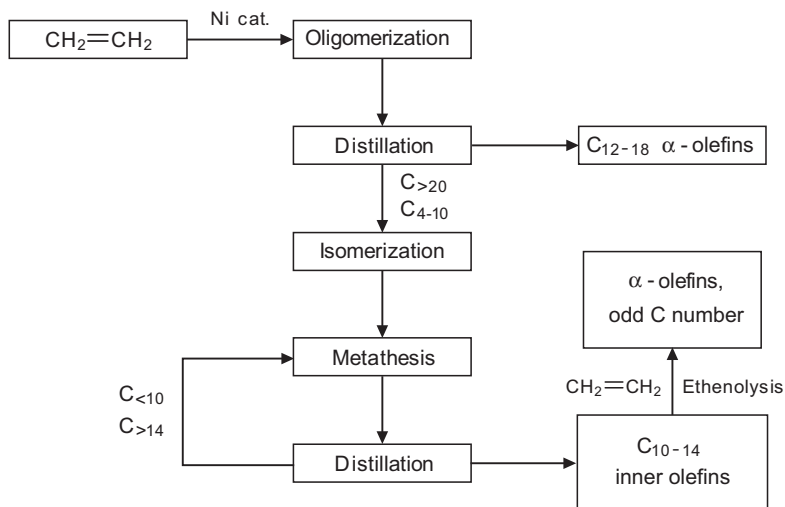 Ni cat.
CH₂=CH₂
Oligomerization
Distillation
C₁₂₋₁₈ α-olefins
C>₂₀
C₄₋₁₀
Isomerization
α-olefins,
odd C number
Metathesis
C<₁₀
C>₁₄
CH₂=CH₂ Ethenolysis
Distillation
C₁₀₋₁₄
inner olefins